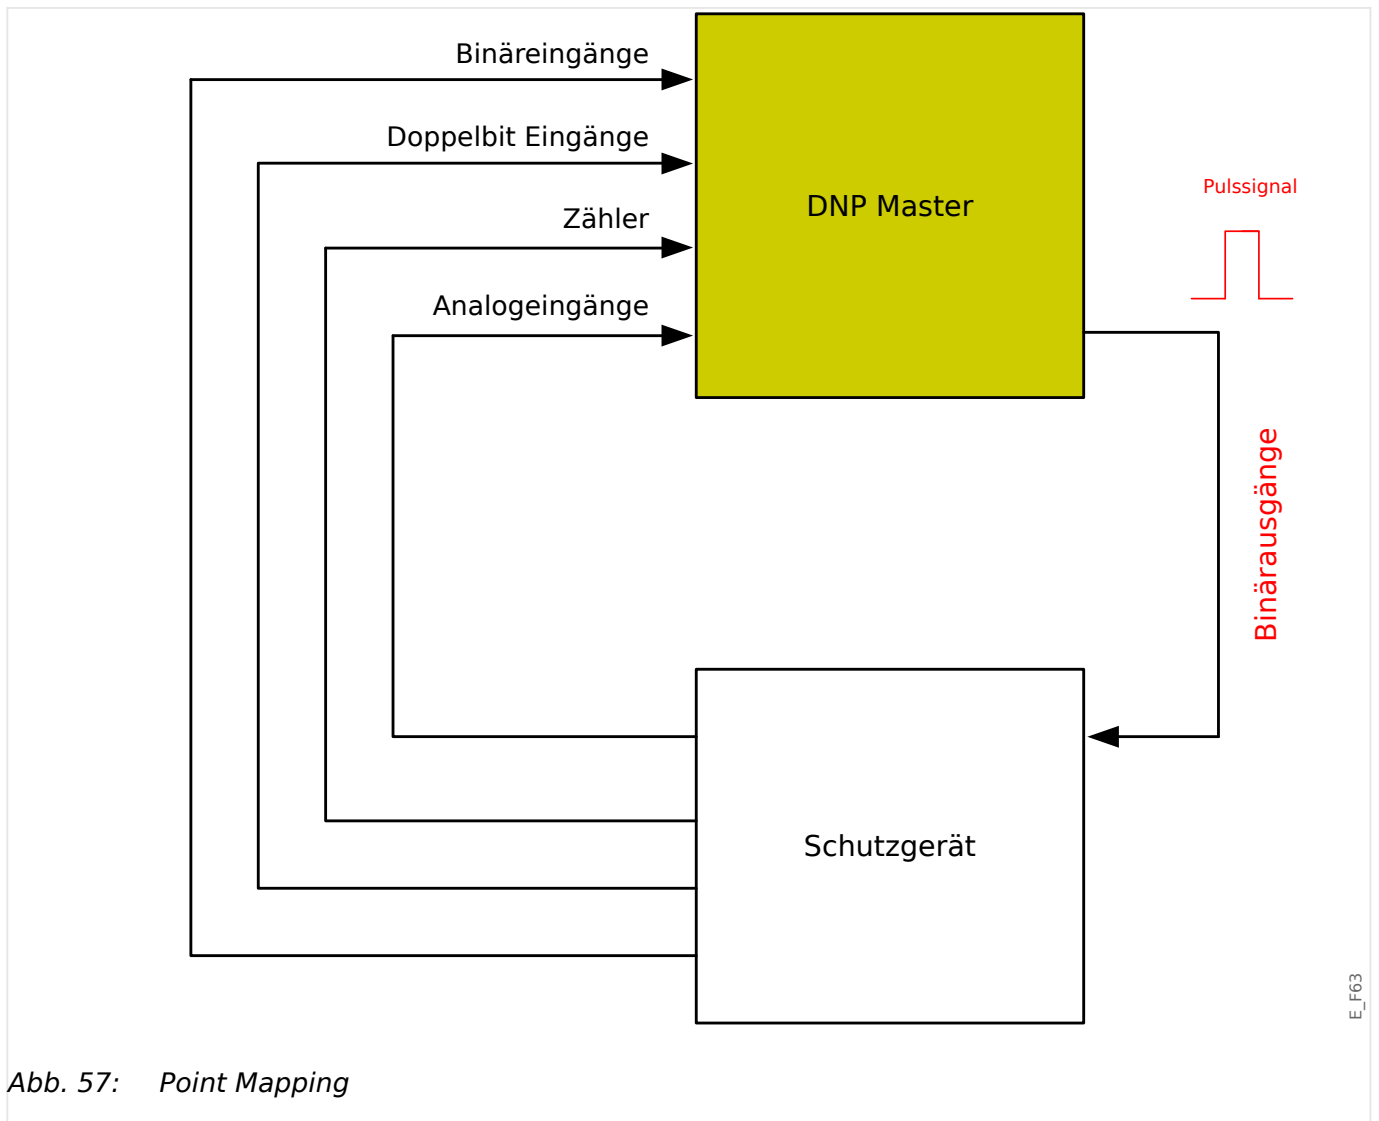 Binäreingänge
Doppelbit Eingänge
Zähler
Analogeingänge
DNP Master
Pulssignal
Binärausgänge
Schutzgerät
E_F63
Abb. 57: Point Mapping